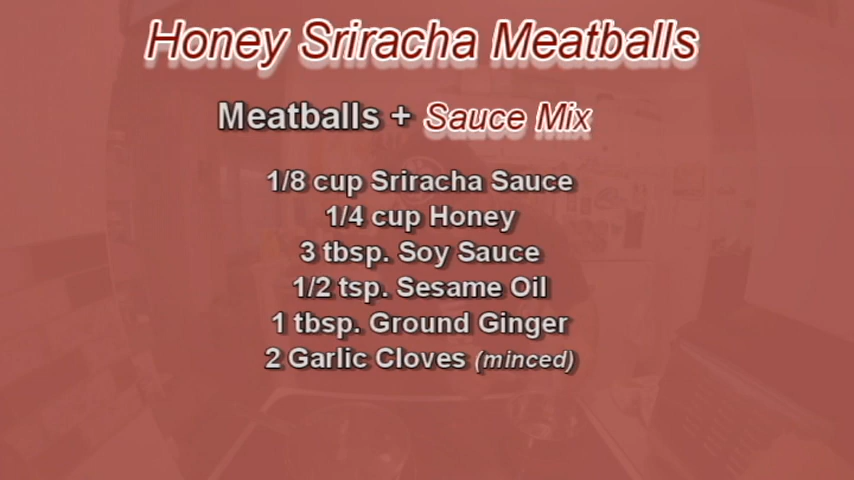 Honey Sriracha Meatballs
Meatballs + Sauce Mix
1/8 cup Sriracha Sauce
1/4 cup Honey
3 tbsp. Soy Sauce
1/2 tsp. Sesame Oil
1 tbsp. Ground Ginger
2 Garlic Cloves (minced)